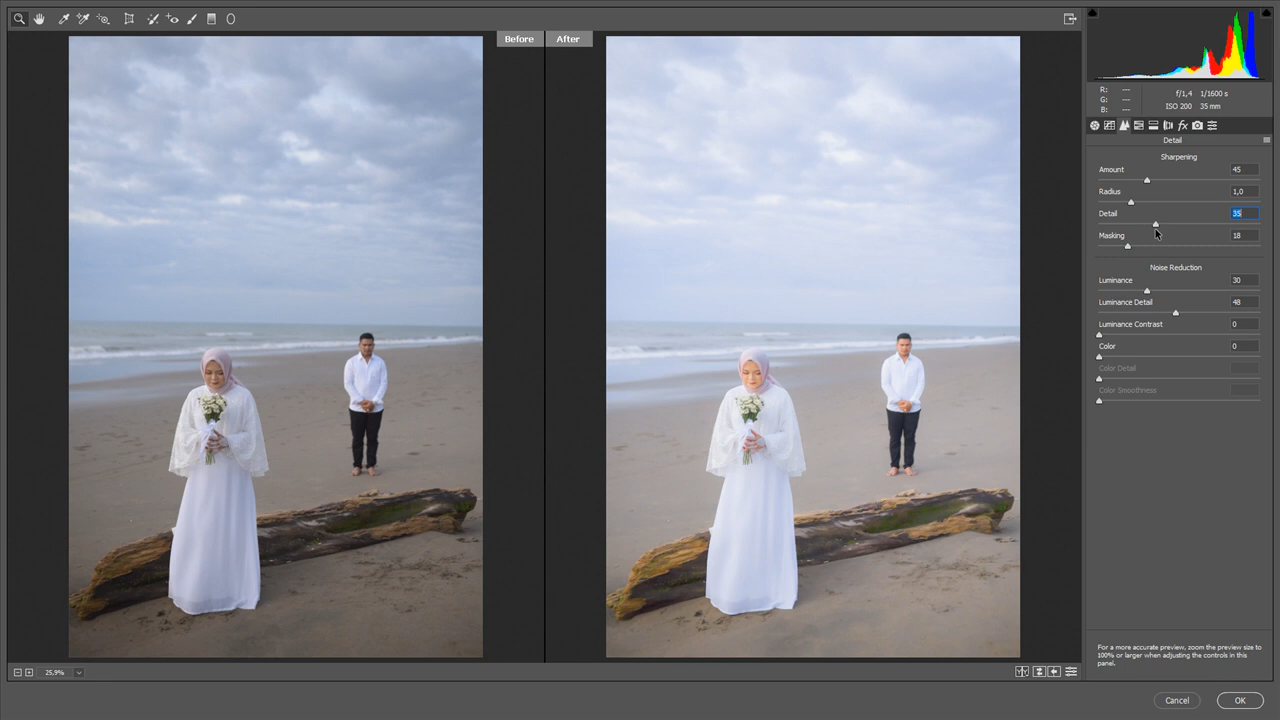 Before
After
R: ---
G: ---
B: ---
f/1,4 1/1600 s
ISO 200 35 mm
fx
Detail
Sharpening
Amount 45
Radius 1,0
Detail 35
Masking 18
Noise Reduction
Luminance 30
Luminance Detail 48
Luminance Contrast 0
Color 0
Color Detail
Color Smoothness
For a more accurate preview, zoom the preview size to
100% or larger when adjusting the controls in this
panel.
25,9%
Y Y
Cancel
OK